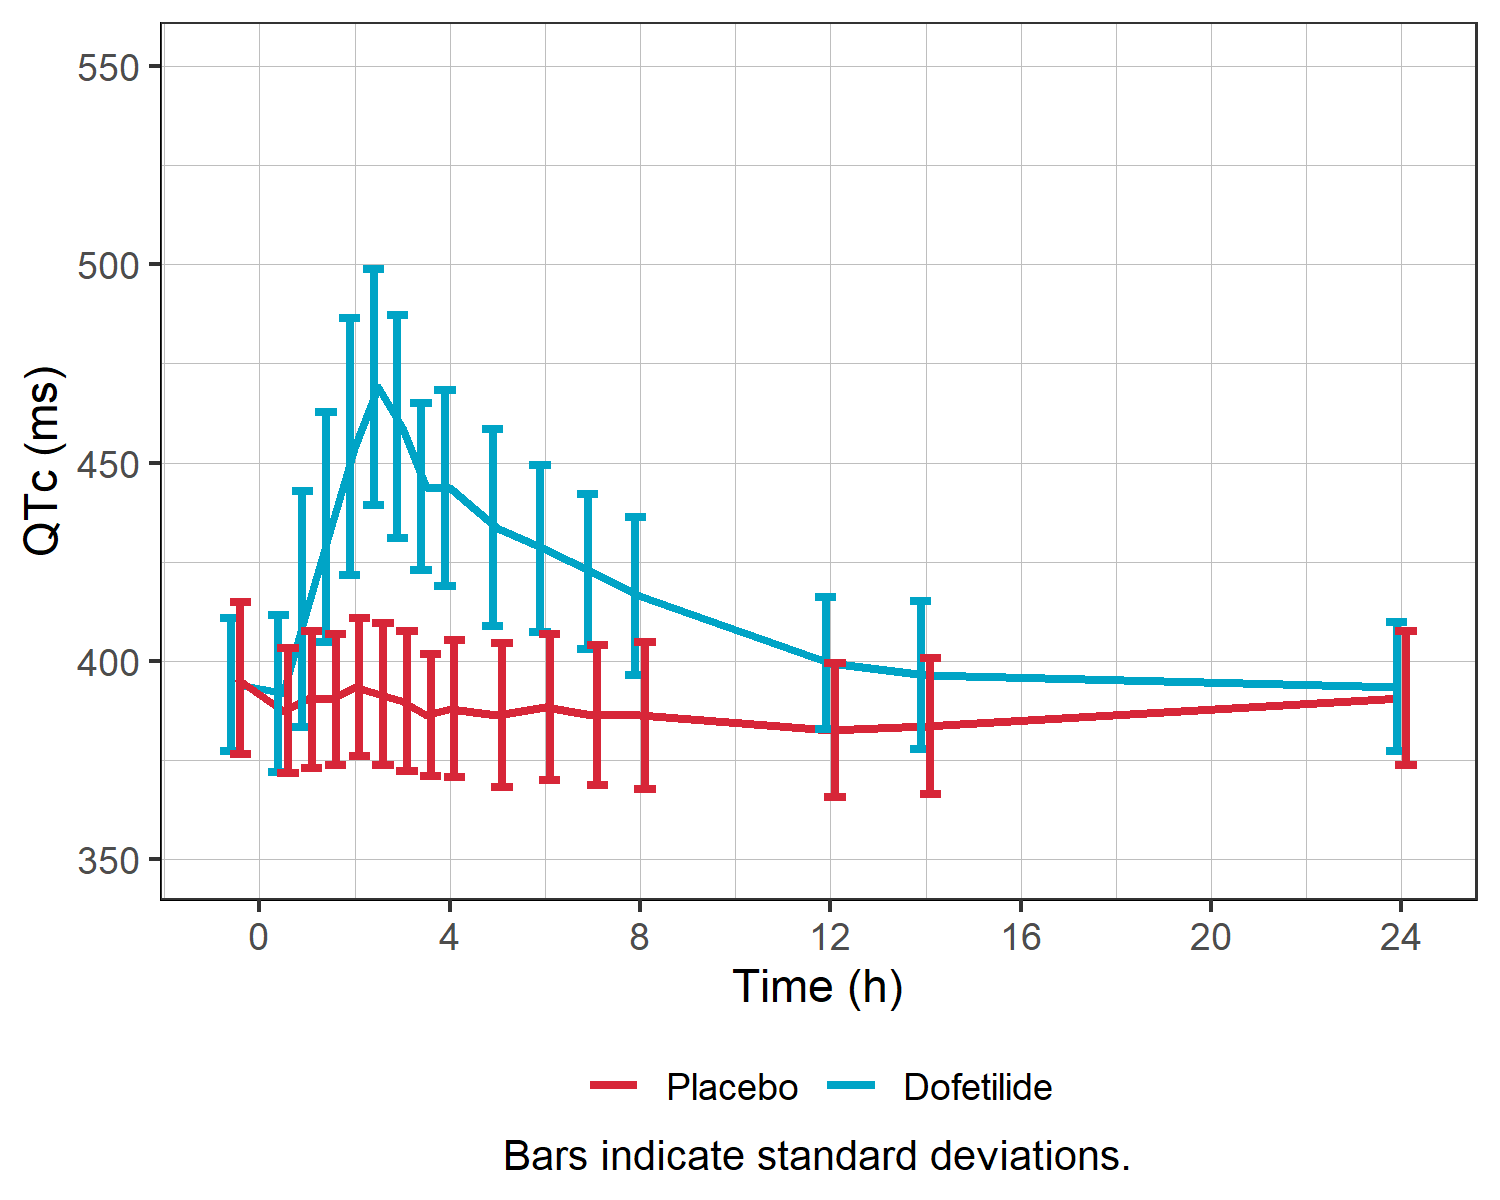 550
500
450
400
350
QTc (ms)
0 4 8 12 16 20 24
Time (h)
Placebo Dofetilide
Bars indicate standard deviations.